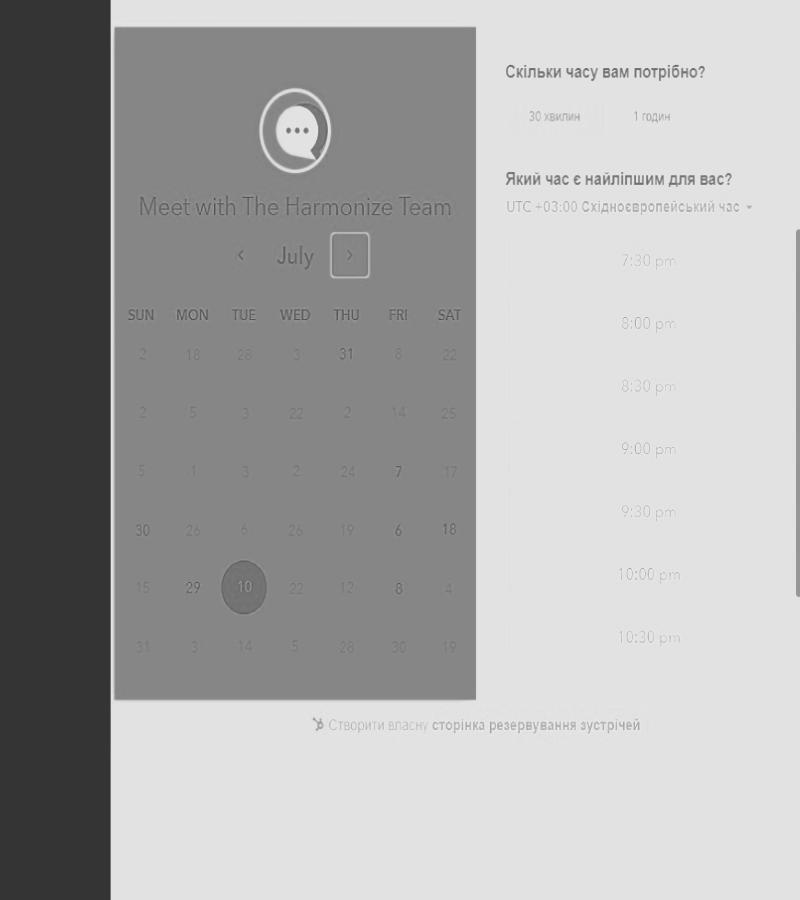 Meet with The Harmonize Team
July
SUN MON TUE WED THU FRI SAT
2 18 28 3 31 8 22
2 5 3 22 2 14 25
5 1 3 2 24 7 17
30 26 6 26 19 6 18
15 29 10 22 12 8 4
31 3 14 5 28 30 19
Скільки часу вам потрібно?
30 хвилин 1 годин
Який час є найліпшим для вас?
UTC +03:00 Східноєвропейський час
7:30 pm
8:00 pm
8:30 pm
9:00 pm
9:30 pm
10:00 pm
10:30 pm
Створити власну сторінка резервування зустрічей